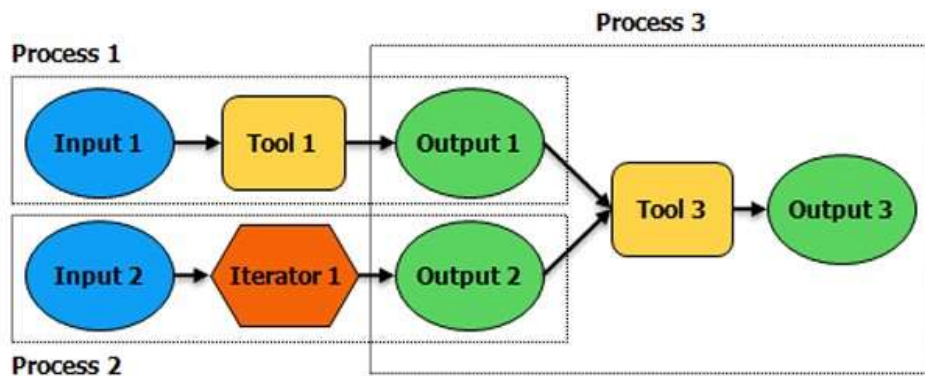 Process 3
Process 1
Input 1
Tool 1
Output 1
Tool 3
Output 3
Input 2
Iterator 1
Output 2
Process 2